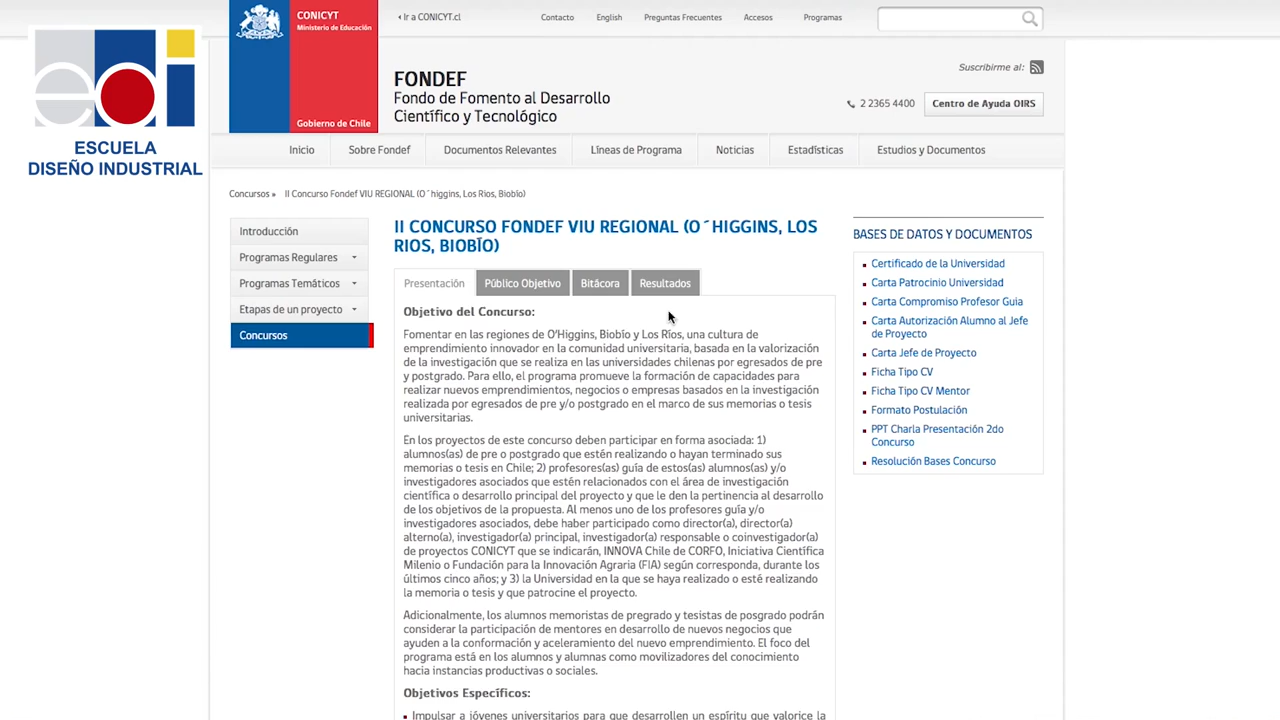 edi
ESCUELA
DISEÑO INDUSTRIAL
CONICYT
Ministerio de Educación
Gobierno de Chile
Ir a CONICYT.cl
Contacto
English
Preguntas Frecuentes
Accesos
Programas
FONDEF
Fondo de Fomento al Desarrollo
Científico y Tecnológico
Suscribirme al:
2 2365 4400
Centro de Ayuda OIRS
Inicio
Sobre Fondef
Documentos Relevantes
Líneas de Programa
Noticias
Estadísticas
Estudios y Documentos
Concursos » II Concurso Fondef VIU REGIONAL (O´higgins, Los Rios, Biobío)
Introducción
Programas Regulares
Programas Temáticos
Etapas de un proyecto
Concursos
II CONCURSO FONDEF VIU REGIONAL (O´HIGGINS, LOS
RIOS, BIOBÍO)
Presentación
Público Objetivo
Bitácora
Resultados
Objetivo del Concurso:
Fomentar en las regiones de O'Higgins, Biobío y Los Ríos, una cultura de
emprendimiento innovador en la comunidad universitaria, basada en la valorización
de la investigación que se realiza en las universidades chilenas por egresados de pre
y postgrado. Para ello, el programa promueve la formación de capacidades para
realizar nuevos emprendimientos, negocios o empresas basados en la investigación
realizada por egresados de pre y/o postgrado en el marco de sus memorias o tesis
universitarias.
En los proyectos de este concurso deben participar en forma asociada: 1)
alumnos(as) de pre o postgrado que estén realizando o hayan terminado sus
memorias o tesis en Chile; 2) profesores(as) guía de estos(as) alumnos(as) y/o
investigadores asociados que estén relacionados con el área de investigación
científica o desarrollo principal del proyecto y que le den la pertinencia al desarrollo
de los objetivos de la propuesta. Al menos uno de los profesores guía y/o
investigadores asociados, debe haber participado como director(a), director(a)
alterno(a), investigador(a) principal, investigador(a) responsable o coinvestigador(a)
de proyectos CONICYT que se indicarán, INNOVA Chile de CORFO, Iniciativa Científica
Milenio o Fundación para la Innovación Agraria (FIA) según corresponda, durante los
últimos cinco años; y 3) la Universidad en la que se haya realizado o esté realizando
la memoria o tesis y que patrocine el proyecto.
Adicionalmente, los alumnos memoristas de pregrado y tesistas de posgrado podrán
considerar la participación de mentores en desarrollo de nuevos negocios que
ayuden a la conformación y aceleramiento del nuevo emprendimiento. El foco del
programa está en los alumnos y alumnas como movilizadores del conocimiento
hacia instancias productivas o sociales.
Objetivos Específicos:
Impulsar a jóvenes universitarios para que desarrollen un espíritu que valorice la
BASES DE DATOS Y DOCUMENTOS
Certificado de la Universidad
Carta Patrocinio Universidad
Carta Compromiso Profesor Guia
Carta Autorización Alumno al Jefe
de Proyecto
Carta Jefe de Proyecto
Ficha Tipo CV
Ficha Tipo CV Mentor
Formato Postulación
PPT Charla Presentación 2do
Concurso
Resolución Bases Concurso